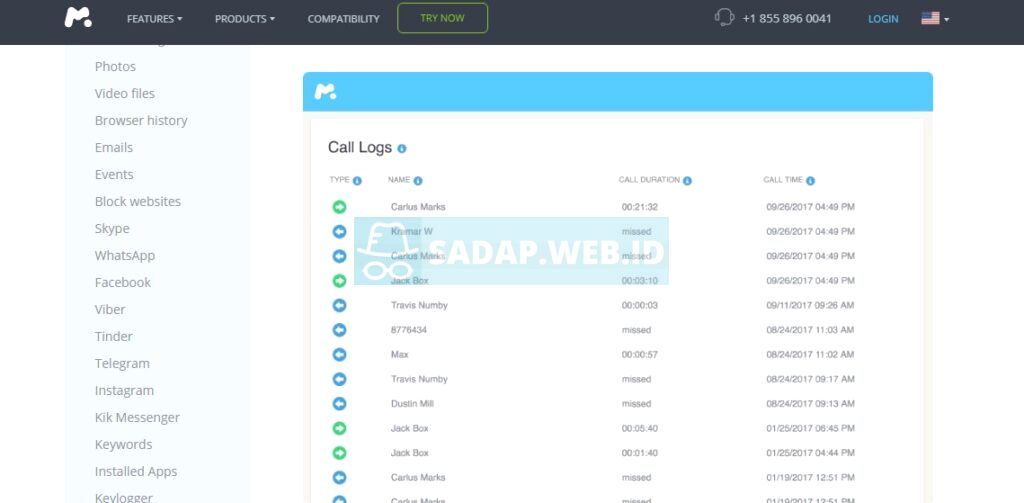 FEATURES PRODUCTS COMPATIBILITY TRY NOW +1 855 896 0041 LOGIN
Photos
Video files
Browser history
Emails
Events
Block websites
Skype
WhatsApp
Facebook
Viber
Tinder
Telegram
Instagram
Kik Messenger
Keywords
Installed Apps
Keylogger
Call Logs
TYPE NAME CALL DURATION CALL TIME
Carlus Marks 00:21:32 09/26/2017 04:49 PM
Kramar W missed 09/26/2017 04:49 PM
Carlus Marks missed 09/26/2017 04:49 PM
Jack Box 00:03:10 09/26/2017 04:49 PM
SADAP.WEB.ID
Travis Numby 00:00:03 09/11/2017 09:26 AM
8776434 missed 08/24/2017 11:03 AM
Max 00:00:57 08/24/2017 11:02 AM
Travis Numby missed 08/24/2017 09:17 AM
Dustin Mill missed 08/24/2017 09:13 AM
Jack Box 00:05:40 01/25/2017 06:45 PM
Jack Box 00:01:40 01/25/2017 04:44 PM
Carlus Marks missed 01/19/2017 12:51 PM
Carlus Marks missed 01/19/2017 12:51 PM